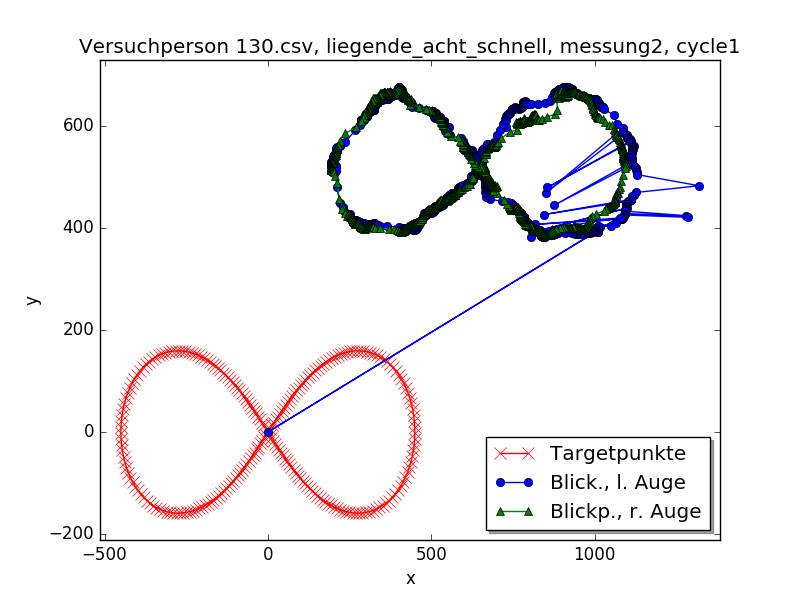 Versuchperson 130.csv, liegende_acht_schnell, messung2, cycle1
y
600
400
200
0
−200
−500
0
500
1000
x
Targetpunkte
Blick., l. Auge
Blickp., r. Auge